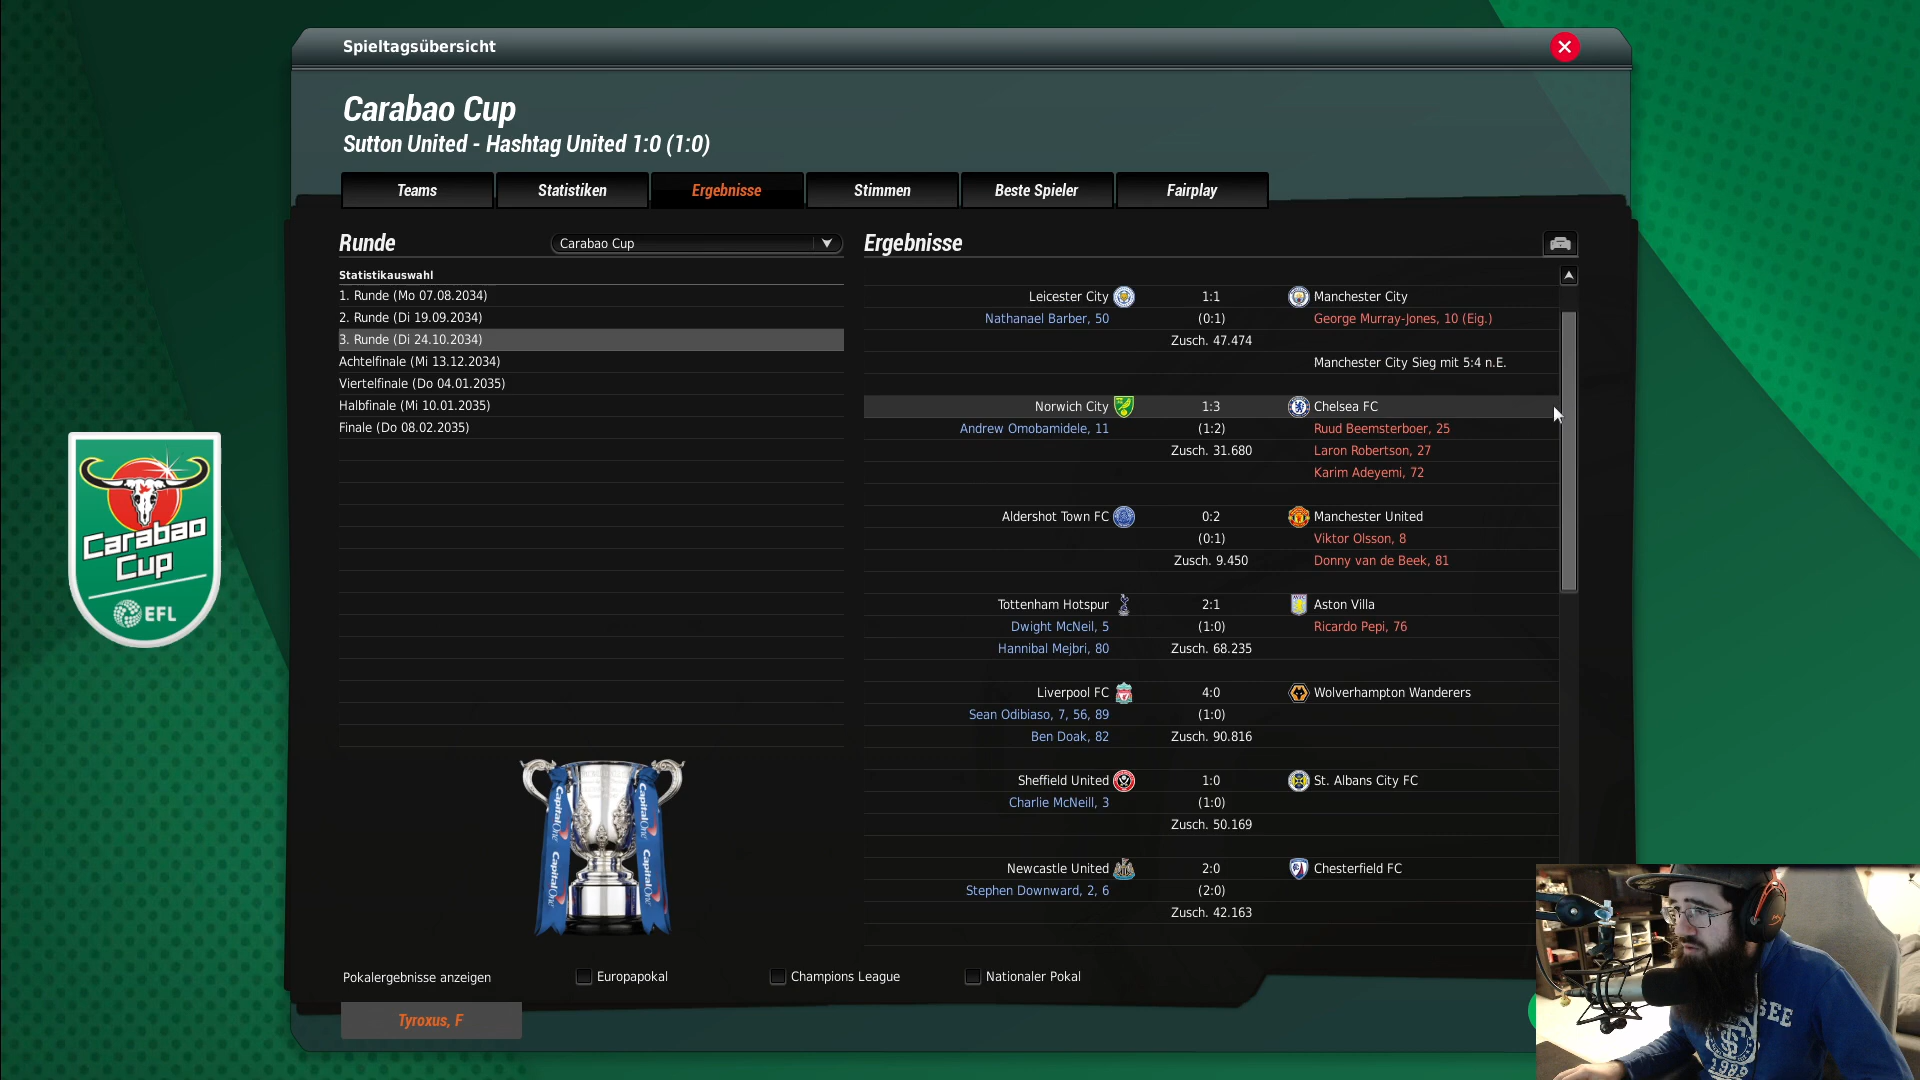 Spieltagsübersicht
Carabao Cup
Sutton United - Hashtag United 1:0 (1:0)
Teams
Statistiken
Ergebnisse
Stimmen
Beste Spieler
Fairplay
Runde
Carabao Cup
Statistikauswahl
1. Runde (Mo 07.08.2034)
2. Runde (Di 19.09.2034)
3. Runde (Di 24.10.2034)
Achtelfinale (Mi 13.12.2034)
Viertelfinale (Do 04.01.2035)
Halbfinale (Mi 10.01.2035)
Finale (Do 08.02.2035)
Ergebnisse
Leicester City 1:1 Manchester City
Nathanael Barber, 50 (0:1) George Murray-Jones, 10 (Eig.)
Zusch. 47.474
Manchester City Sieg mit 5:4 n.E.
Norwich City 1:3 Chelsea FC
Andrew Omobamidele, 11 (1:2) Ruud Beemsterboer, 25
Zusch. 31.680 Laron Robertson, 27
Karim Adeyemi, 72
Aldershot Town FC 0:2 Manchester United
(0:1) Viktor Olsson, 8
Zusch. 9.450 Donny van de Beek, 81
Tottenham Hotspur 2:1 Aston Villa
Dwight McNeil, 5 (1:0) Ricardo Pepi, 76
Hannibal Mejbri, 80 Zusch. 68.235
Liverpool FC 4:0 Wolverhampton Wanderers
Sean Odibiaso, 7, 56, 89 (1:0)
Ben Doak, 82 Zusch. 90.816
Sheffield United 1:0 St. Albans City FC
Charlie McNeill, 3 (1:0)
Zusch. 50.169
Newcastle United 2:0 Chesterfield FC
Stephen Downward, 2, 6 (2:0)
Zusch. 42.163
Carabao
Cup
EFL
Capital One
Capital One
Capital One
Capital One
Pokalergebnisse anzeigen
Europapokal
Champions League
Nationaler Pokal
Tyroxus, F